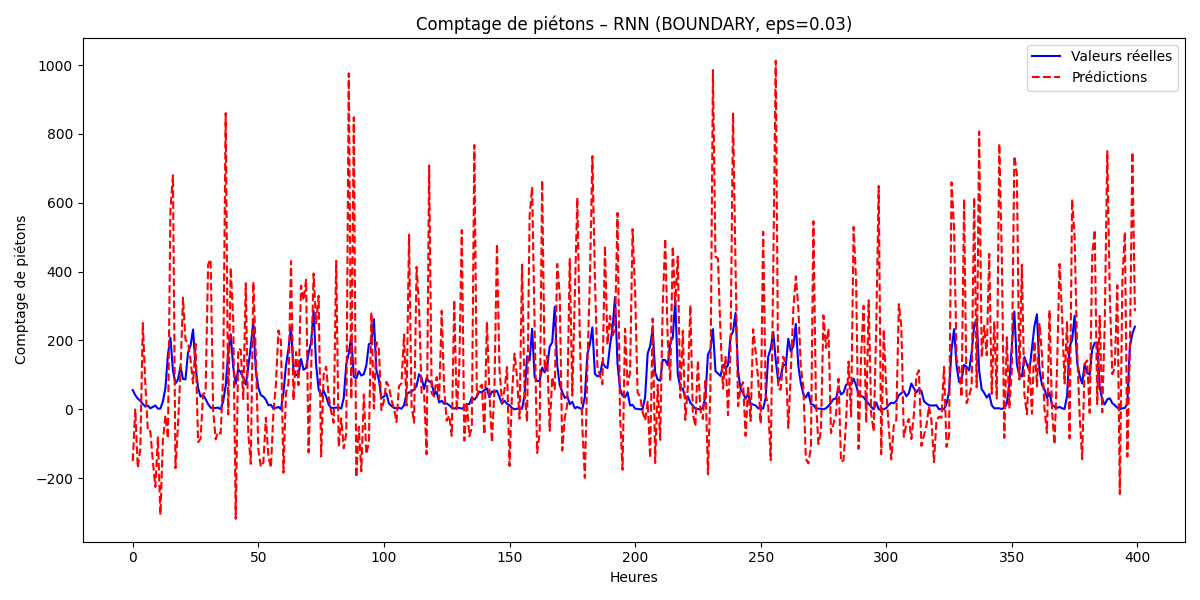 Comptage de piétons – RNN (BOUNDARY, eps=0.03)
Valeurs réelles
Prédictions
Comptage de piétons
1000
800
600
400
200
0
−200
0 50 100 150 200 250 300 350 400
Heures